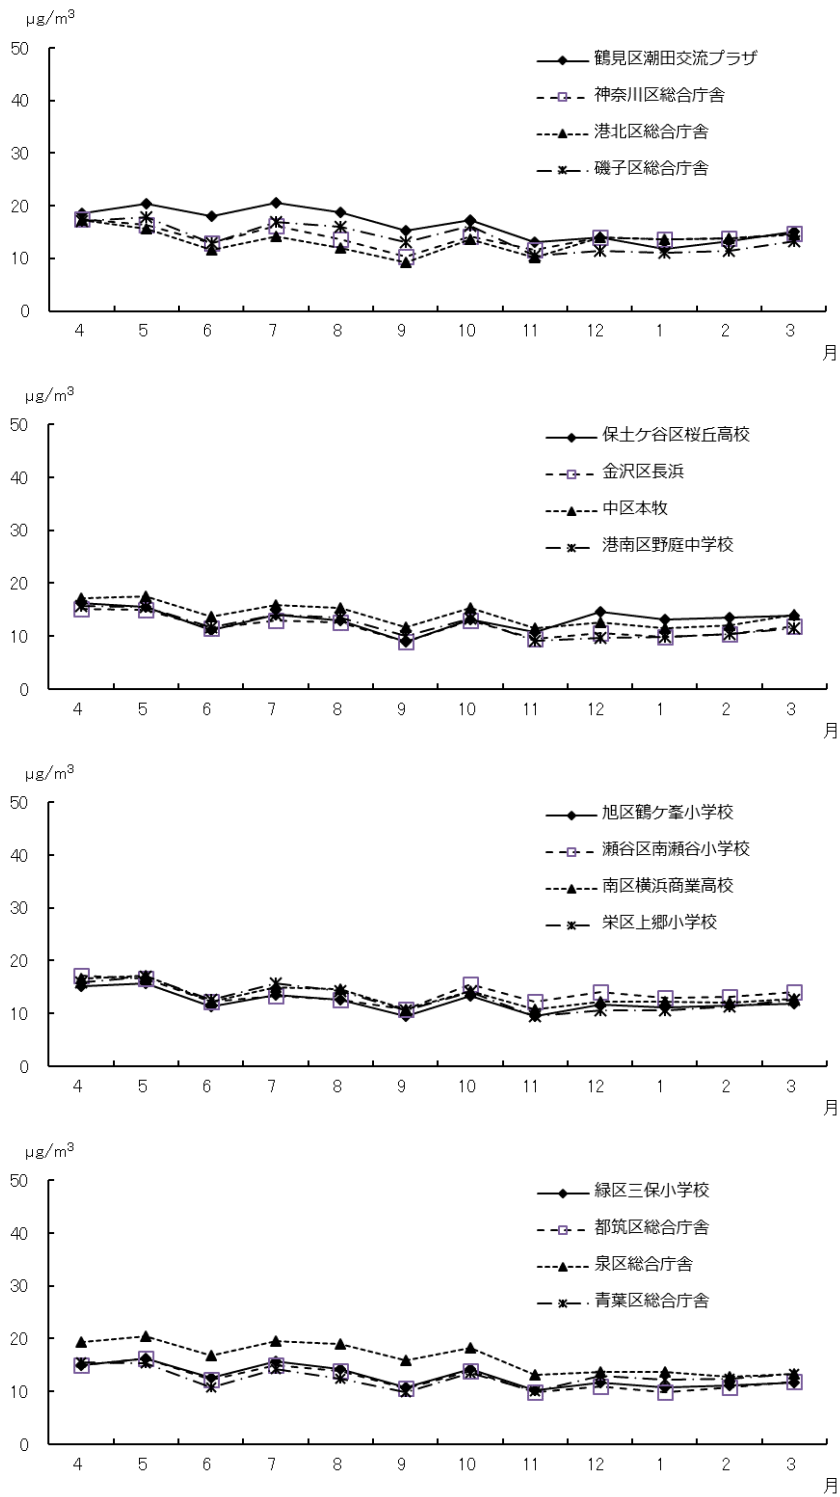 μg/m³
50
鶴見区潮田交流プラザ
40
神奈川区総合庁舎
港北区総合庁舎
30
磯子区総合庁舎
20
10
0
4 5 6 7 8 9 10 11 12 1 2 3
月
μg/m³
50
保土ケ谷区桜丘高校
40
金沢区長浜
中区本牧
30
港南区野庭中学校
20
10
0
4 5 6 7 8 9 10 11 12 1 2 3
月
μg/m³
50
旭区鶴ケ峯小学校
40
瀬谷区南瀬谷小学校
南区横浜商業高校
30
栄区上郷小学校
20
10
0
4 5 6 7 8 9 10 11 12 1 2 3
月
μg/m³
50
緑区三保小学校
40
都筑区総合庁舎
泉区総合庁舎
30
青葉区総合庁舎
20
10
0
4 5 6 7 8 9 10 11 12 1 2 3
月